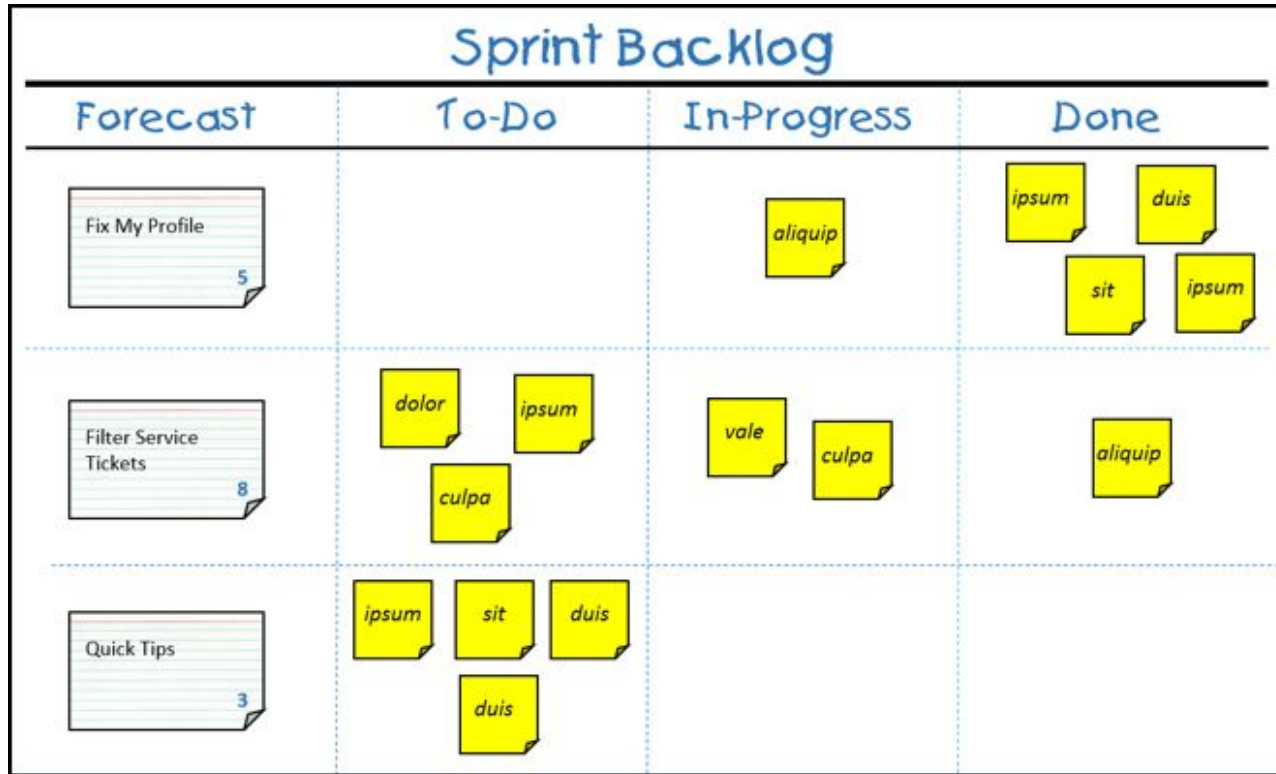 Sprint Backlog
Forecast
To-Do
In-Progress
Done
Fix My Profile
5
aliquip
ipsum
duis
sit
ipsum
Filter Service
Tickets
8
dolor
ipsum
culpa
vale
culpa
aliquip
Quick Tips
3
ipsum
sit
duis
duis